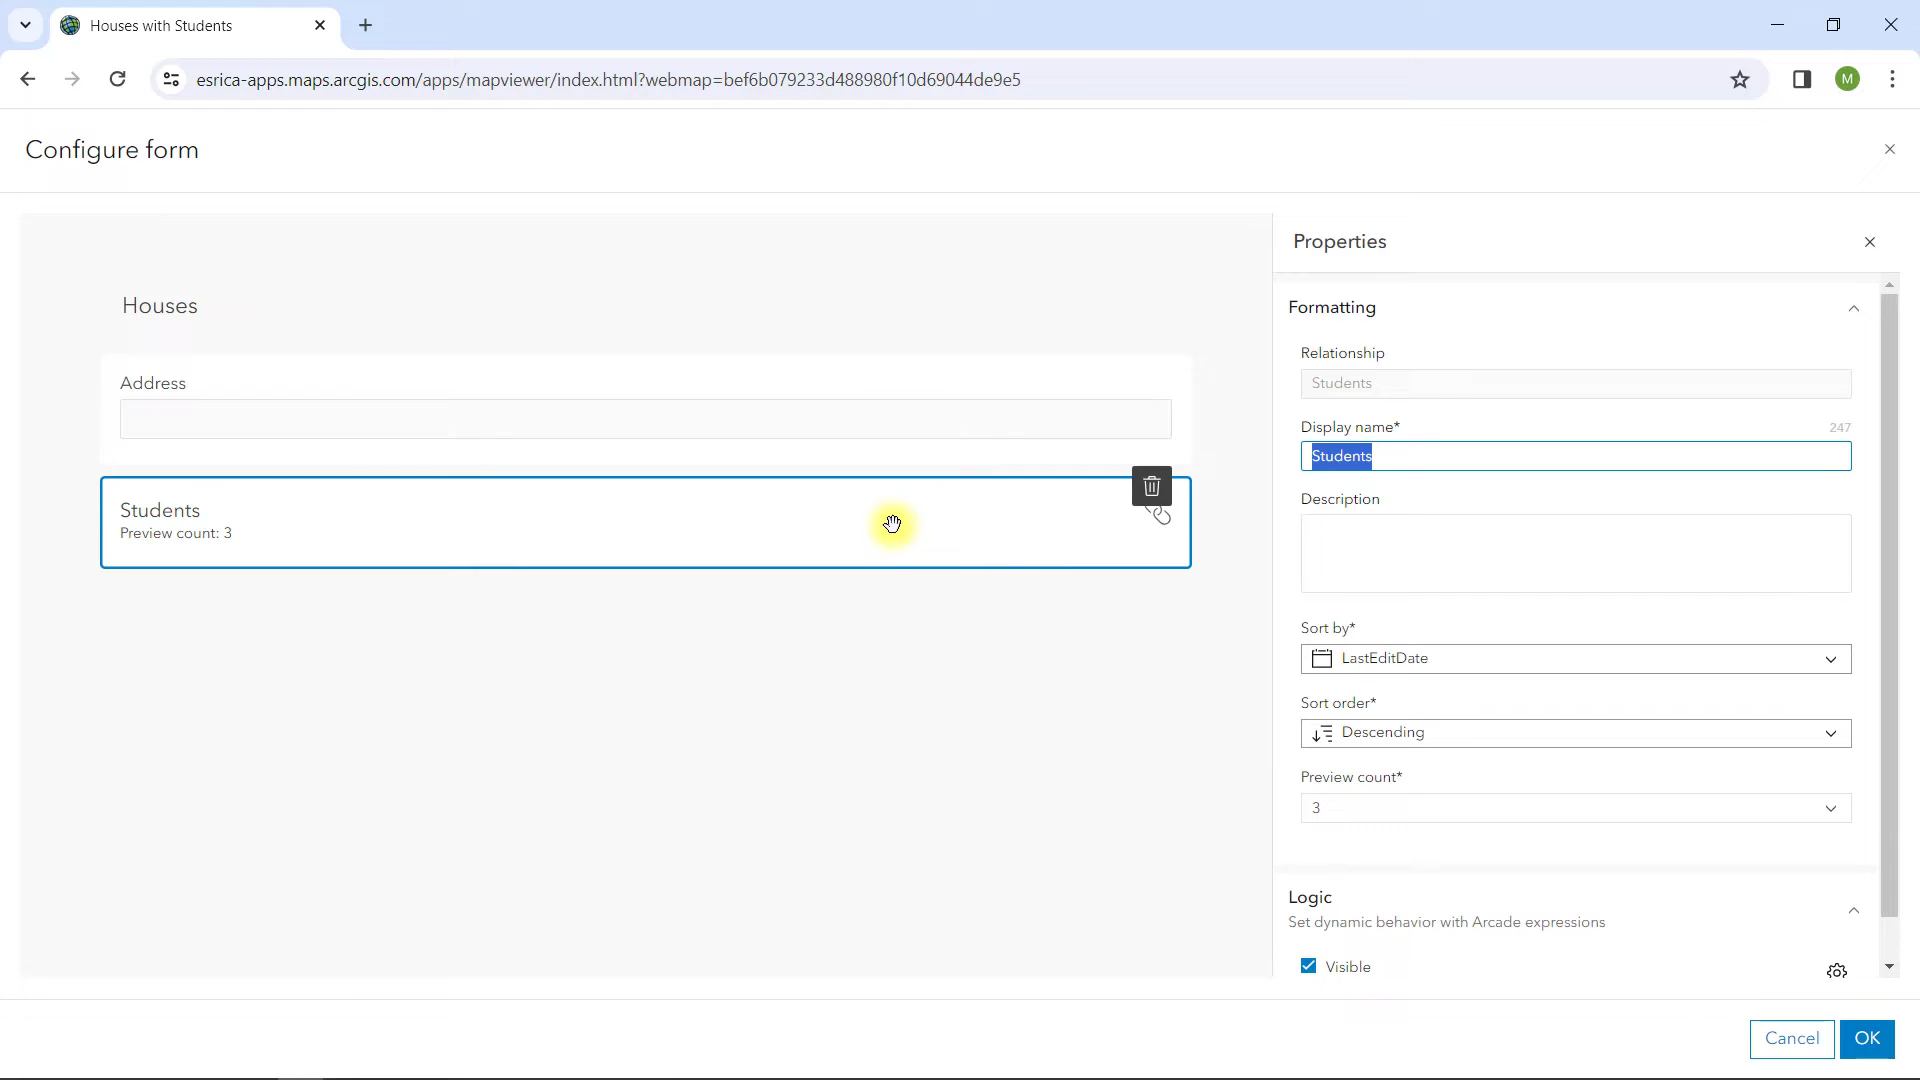 Houses with Students
esrica-apps.maps.arcgis.com/apps/mapviewer/index.html?webmap=bef6b079233d488980f10d69044de9e5
M
Configure form
Houses
Address
Students
Preview count: 3
Properties
Formatting
Relationship
Students
Display name*
247
Students
Description
Sort by*
LastEditDate
Sort order*
Descending
Preview count*
3
Logic
Set dynamic behavior with Arcade expressions
Visible
Cancel
OK